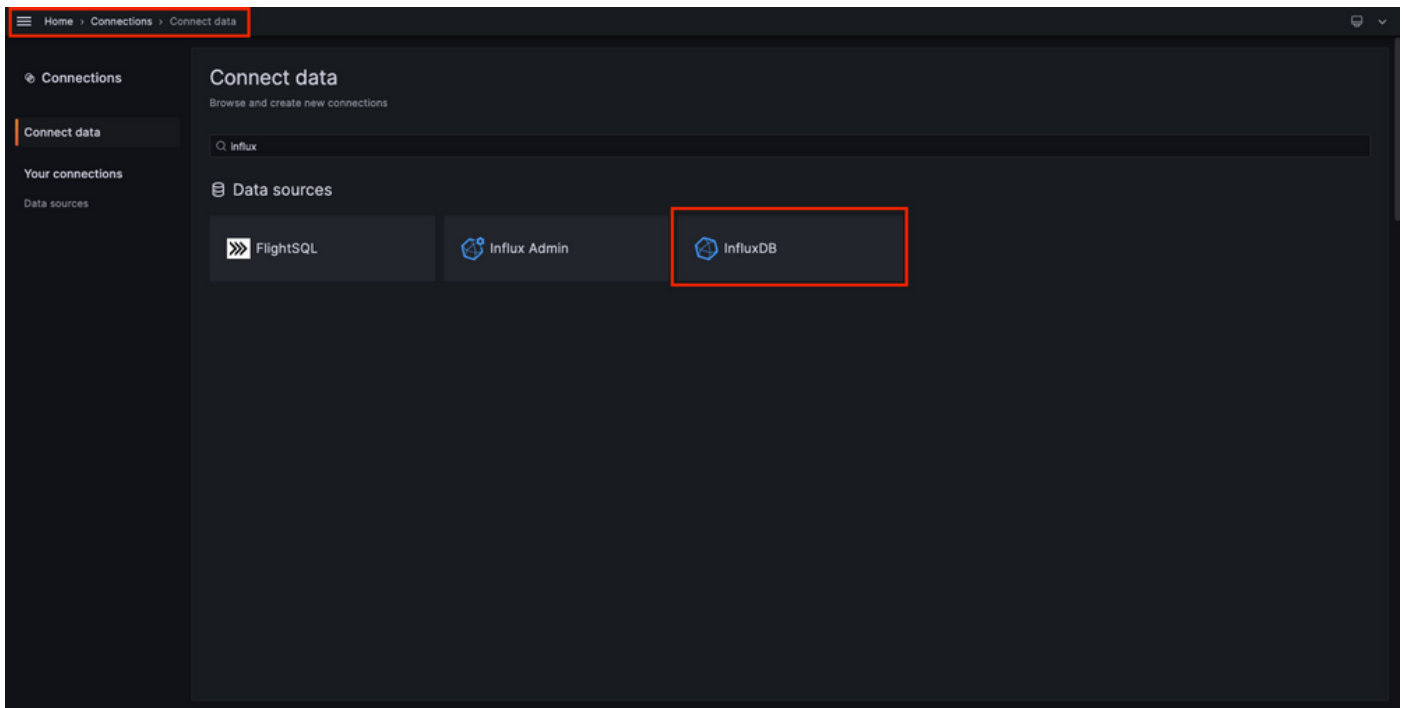 Home › Connections › Connect data
Connections
Connect data
Your connections
Data sources
Connect data
Browse and create new connections
influx
Data sources
FlightSQL
Influx Admin
InfluxDB